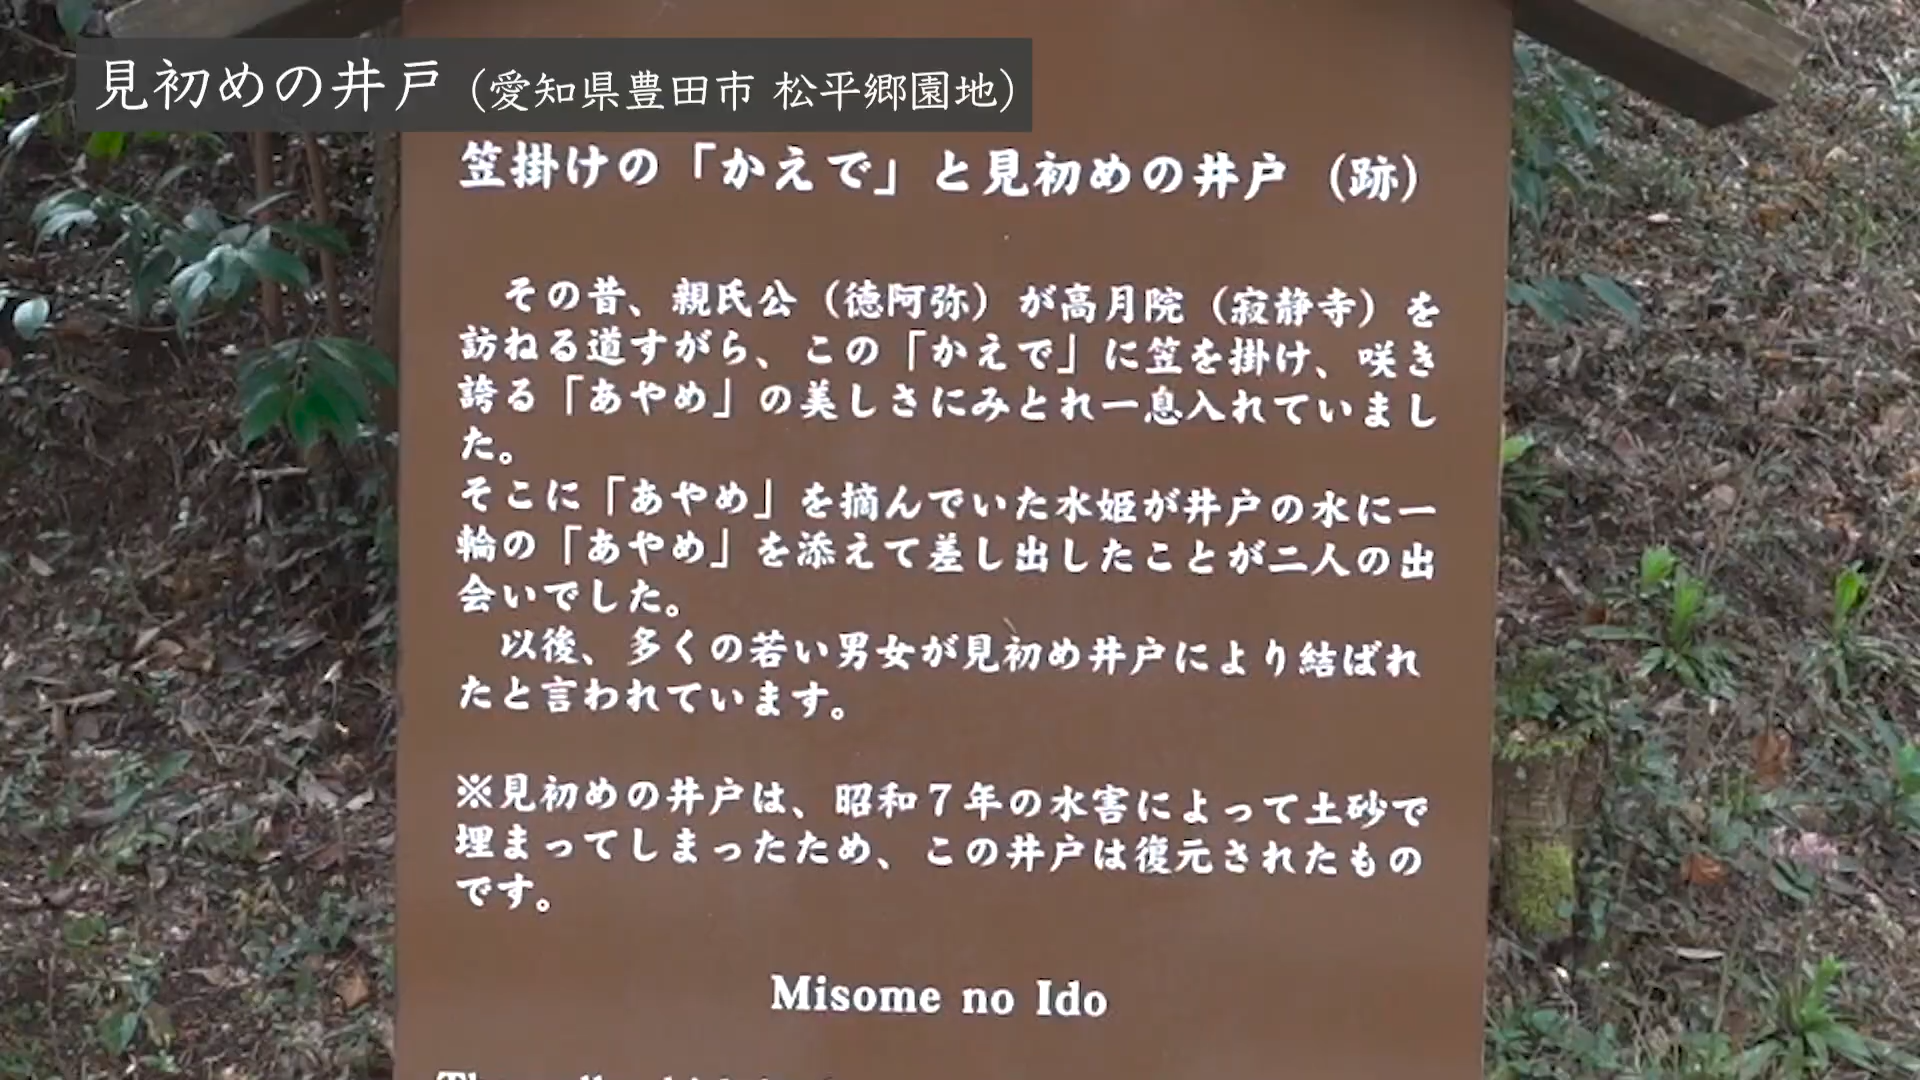 見初めの井戸（愛知県豊田市 松平郷園地）
笠掛けの「かえで」と見初めの井戸（跡）
その昔、親氏公（徳阿弥）が高月院（寂静寺）を
訪ねる道すがら、この「かえで」に笠を掛け、咲き
誇る「あやめ」の美しさにみとれ一息入れていまし
た。
そこに「あやめ」を摘んでいた水姫が井戸の水に一
輪の「あやめ」を添えて差し出したことが二人の出
会いでした。
以後、多くの若い男女が見初め井戸により結ばれ
たと言われています。
※見初めの井戸は、昭和７年の水害によって土砂で
埋まってしまったため、この井戸は復元されたもの
です。
Misome no Ido